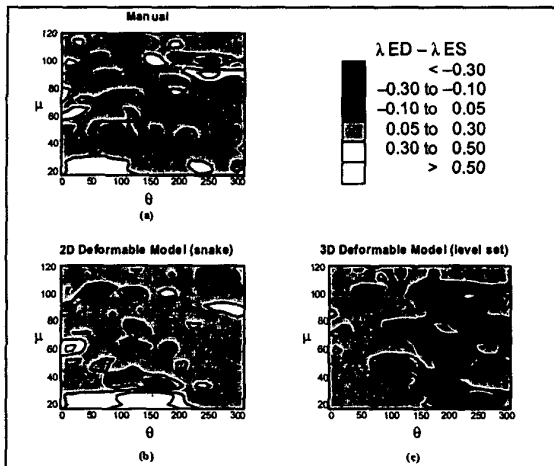 Manual
120
100
μ 80
60
40
20
0 50 100 150 200 250 300
θ
(a)
λ ED – λ ES
< –0.30
–0.30 to –0.10
–0.10 to 0.05
0.05 to 0.30
0.30 to 0.50
> 0.50
2D Deformable Model (snake)
120
100
80
60
40
20
0 50 100 150 200 250 300
θ
(b)
3D Deformable Model (level set)
120
100
80
60
40
20
0 50 100 150 200 250 300
θ
(c)